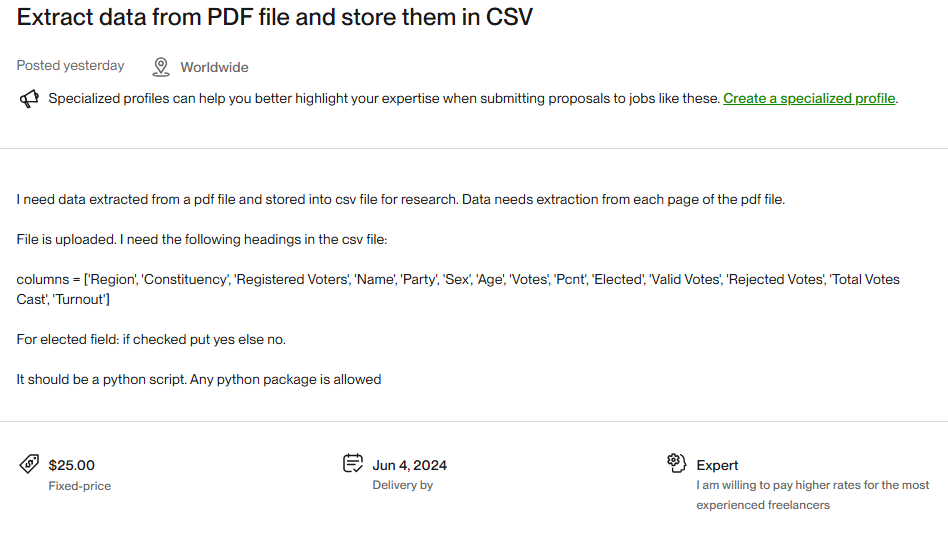 Extract data from PDF file and store them in CSV
Posted yesterday Worldwide
Specialized profiles can help you better highlight your expertise when submitting proposals to jobs like these. Create a specialized profile.
I need data extracted from a pdf file and stored into csv file for research. Data needs extraction from each page of the pdf file.
File is uploaded. I need the following headings in the csv file:
columns = ['Region', 'Constituency', 'Registered Voters', 'Name', 'Party', 'Sex', 'Age', 'Votes', 'Pcnt', 'Elected', 'Valid Votes', 'Rejected Votes', 'Total Votes
Cast', 'Turnout']
For elected field: if checked put yes else no.
It should be a python script. Any python package is allowed
$25.00
Fixed-price
Jun 4, 2024
Delivery by
Expert
I am willing to pay higher rates for the most
experienced freelancers